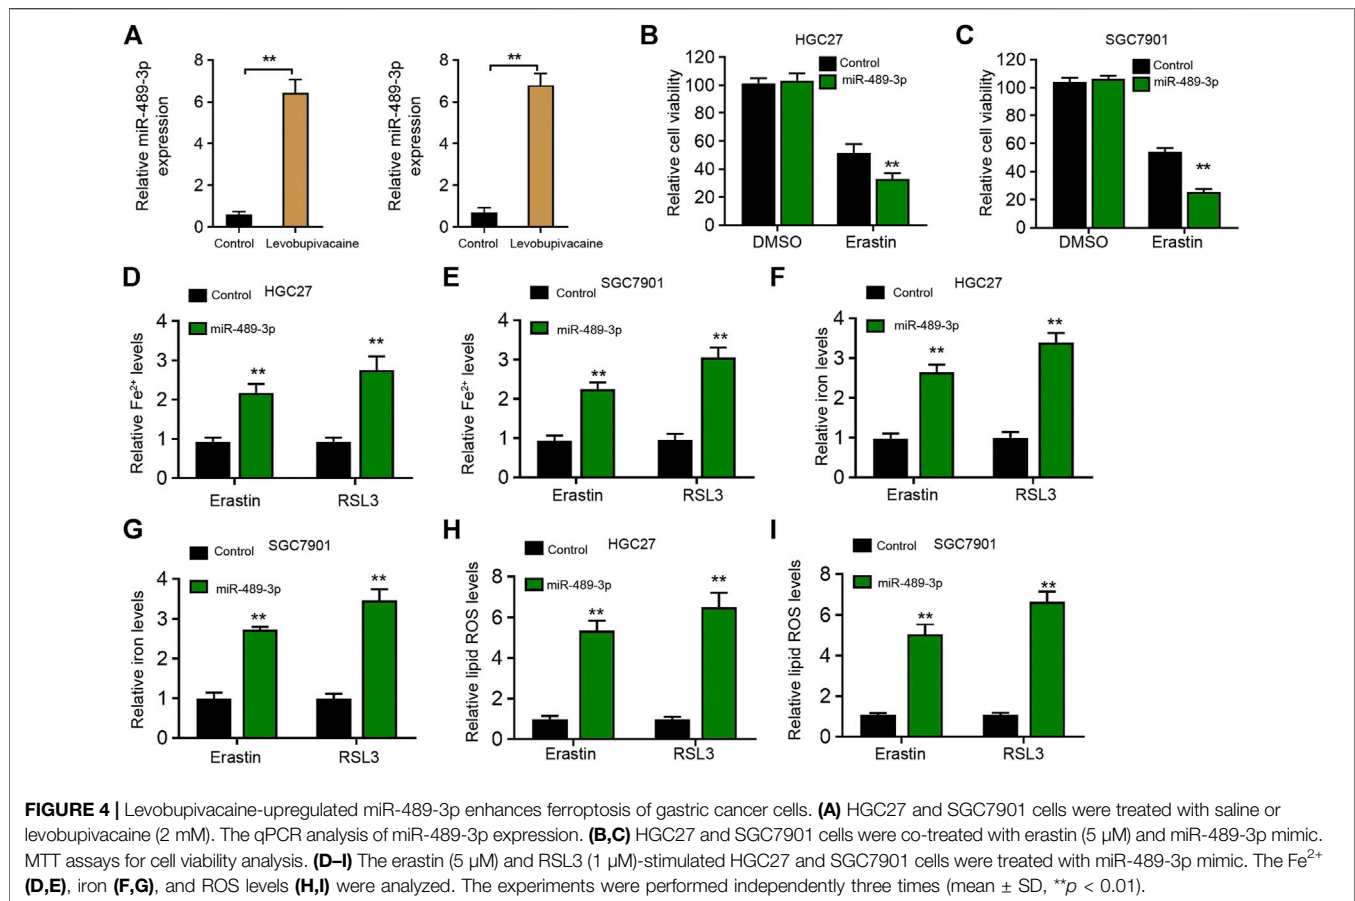 A
Relative miR-489-3p
expression
8
6
4
2
0
**
Control
Levobupivacaine
Relative miR-489-3p
expression
8
6
4
2
0
**
Control
Levobupivacaine
B
HGC27
Control
miR-489-3p
Relative cell viability
120
100
80
60
40
20
0
**
DMSO
Erastin
C
SGC7901
Control
miR-489-3p
Relative cell viability
120
100
80
60
40
20
0
**
DMSO
Erastin
D
Control
HGC27
miR-489-3p
Relative Fe²⁺ levels
4
3
2
1
0
**
**
Erastin
RSL3
E
SGC7901
Control
miR-489-3p
Relative Fe²⁺ levels
4
3
2
1
0
**
**
Erastin
RSL3
F
HGC27
Control
miR-489-3p
Relative iron levels
4
3
2
1
0
**
**
Erastin
RSL3
G
SGC7901
Control
miR-489-3p
Relative iron levels
4
3
2
1
0
**
**
Erastin
RSL3
H
HGC27
Control
miR-489-3p
Relative lipid ROS levels
8
6
4
2
0
**
**
Erastin
RSL3
I
Control
SGC7901
miR-489-3p
Relative lipid ROS levels
8
6
4
2
0
**
**
Erastin
RSL3
FIGURE 4 | Levobupivacaine-upregulated miR-489-3p enhances ferroptosis of gastric cancer cells. (A) HGC27 and SGC7901 cells were treated with saline or
levobupivacaine (2 mM). The qPCR analysis of miR-489-3p expression. (B,C) HGC27 and SGC7901 cells were co-treated with erastin (5 μM) and miR-489-3p mimic.
MTT assays for cell viability analysis. (D–I) The erastin (5 μM) and RSL3 (1 μM)-stimulated HGC27 and SGC7901 cells were treated with miR-489-3p mimic. The Fe²⁺
(D,E), iron (F,G), and ROS levels (H,I) were analyzed. The experiments were performed independently three times (mean ± SD, **p < 0.01).